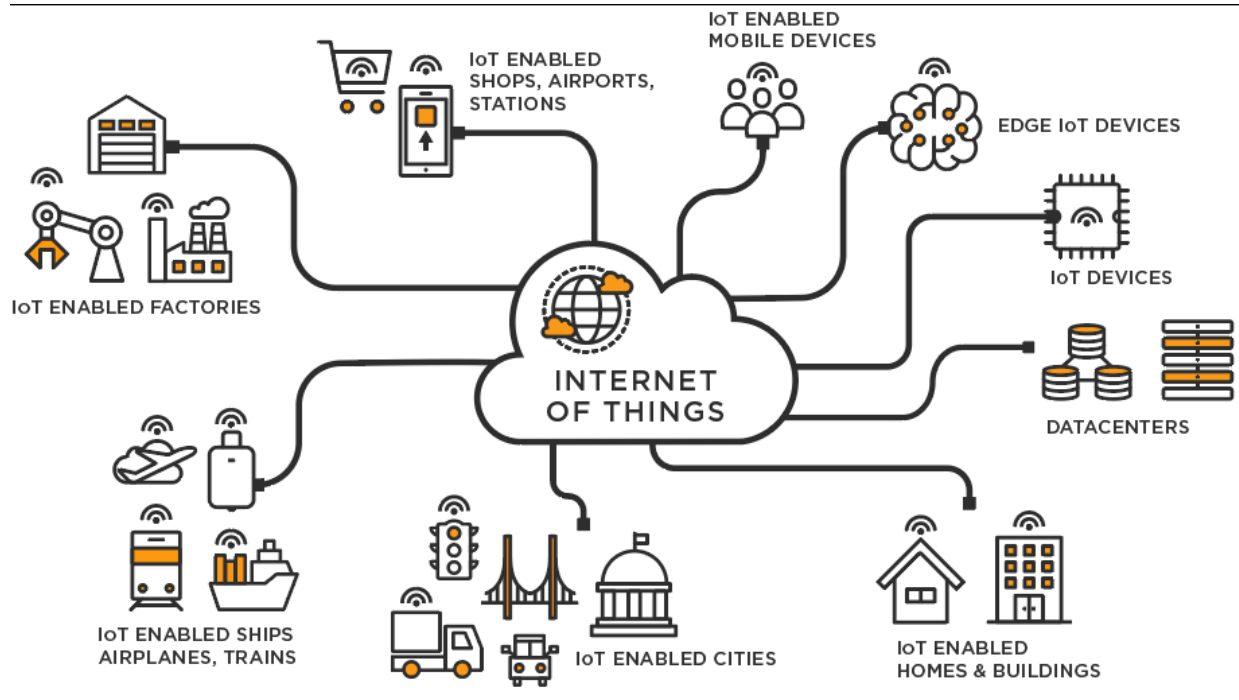 IoT ENABLED
SHOPS, AIRPORTS,
STATIONS
IoT ENABLED
MOBILE DEVICES
EDGE IoT DEVICES
IoT DEVICES
IoT ENABLED FACTORIES
INTERNET
OF THINGS
DATACENTERS
IoT ENABLED SHIPS
AIRPLANES, TRAINS
IoT ENABLED CITIES
IoT ENABLED
HOMES & BUILDINGS